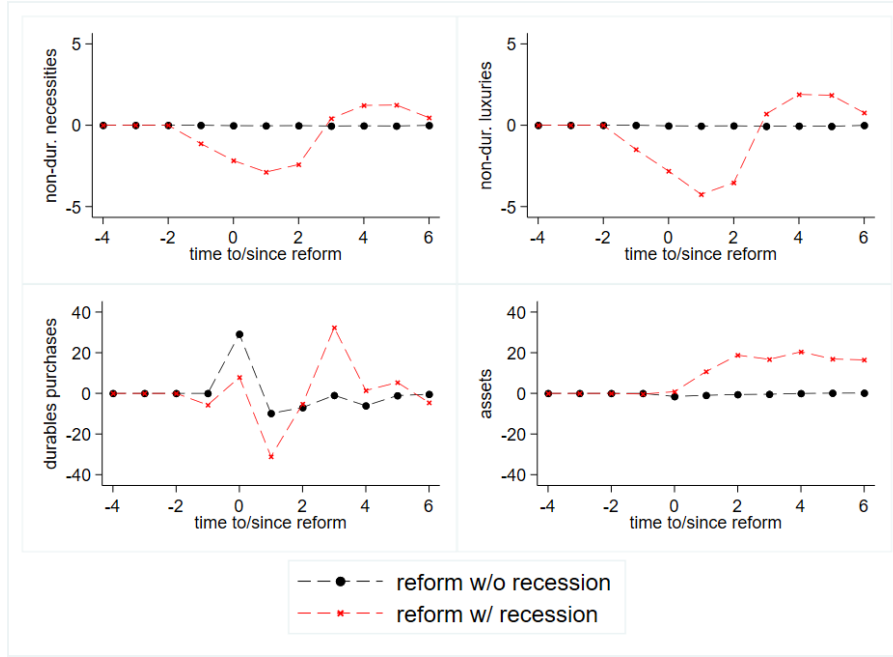 non-dur. necessities
5
0
-5
-4 -2 0 2 4 6
time to/since reform
non-dur. luxuries
5
0
-5
-4 -2 0 2 4 6
time to/since reform
durables purchases
40
20
0
-20
-40
-4 -2 0 2 4 6
time to/since reform
assets
40
20
0
-20
-40
-4 -2 0 2 4 6
time to/since reform
reform w/o recession
reform w/ recession